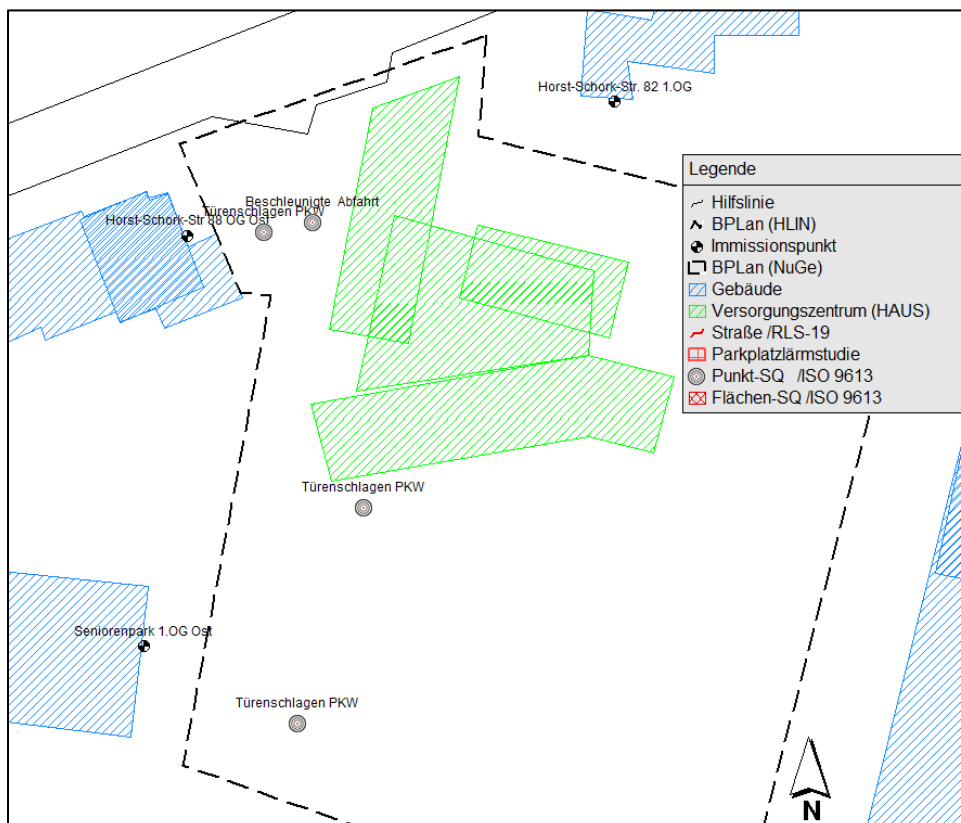 Horst-Schork-Str. 82 1.OG
Beschleunigte Abfahrt
Türenschlagen PKW
Horst-Schork-Str 88 OG Ost
Legende
Hilfslinie
BPLan (HLIN)
Immissionspunkt
BPLan (NuGe)
Gebäude
Versorgungszentrum (HAUS)
Straße /RLS-19
Parkplatzlärmstudie
Punkt-SQ /ISO 9613
Flächen-SQ /ISO 9613
Türenschlagen PKW
Seniorenpark 1.OG Ost
Türenschlagen PKW
N